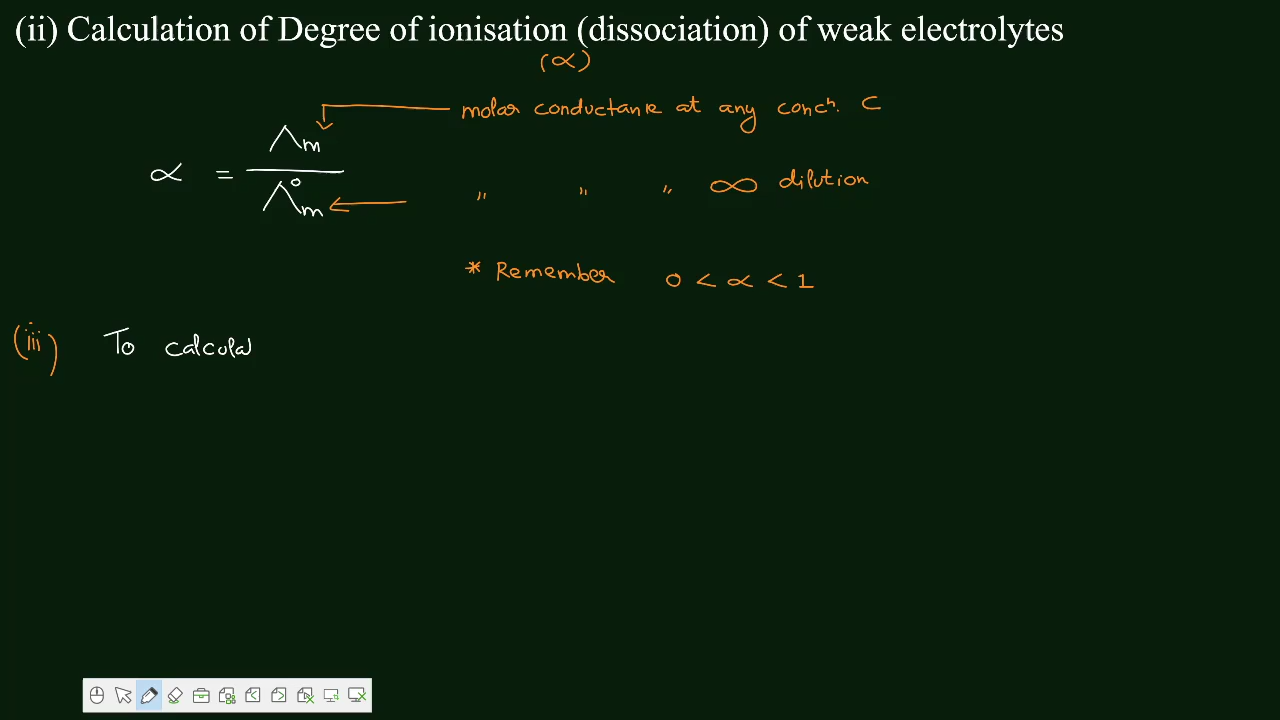 (ii) Calculation of Degree of ionisation (dissociation) of weak electrolytes
(α)
molar conductance at any concn. C
α = Λm / Λ°m
" " " ∞ dilution
* Remember 0 < α < 1
(iii) To calcula